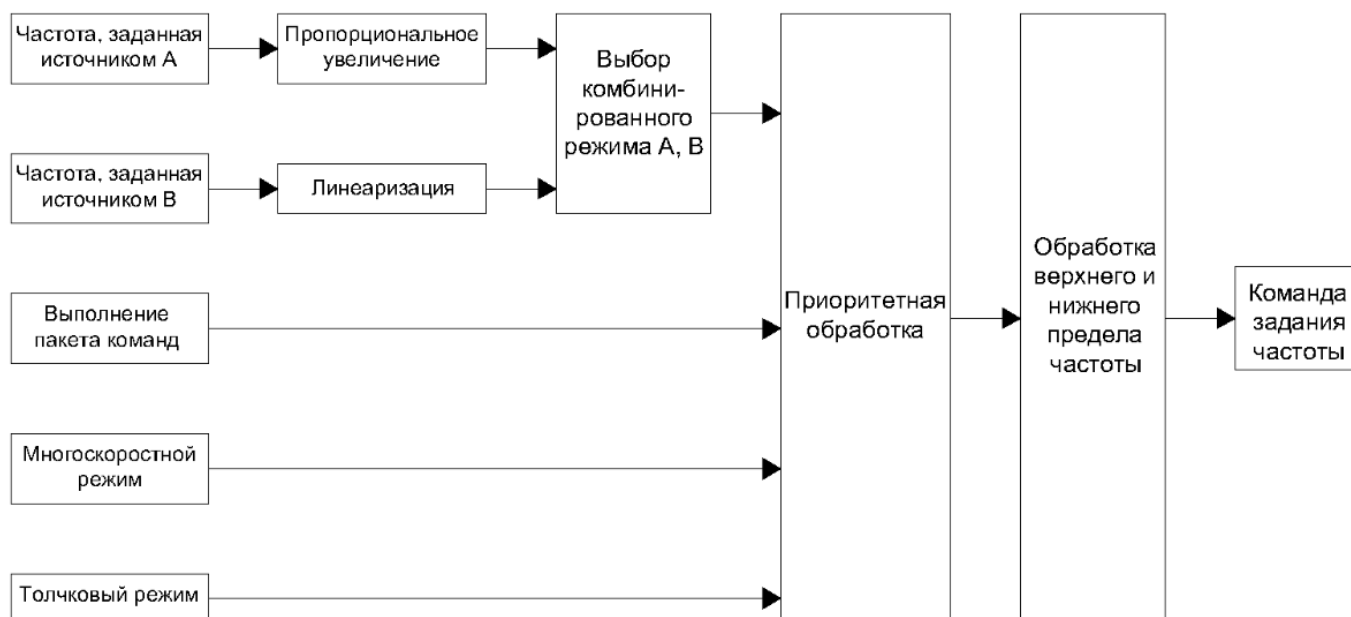 Частота, заданная
источником А
Пропорциональное
увеличение
Выбор
комбини-
рованного
режима А, В
Частота, заданная
источником В
Линеаризация
Выполнение
пакета команд
Приоритетная
обработка
Обработка
верхнего и
нижнего
предела
частоты
Команда
задания
частоты
Многоскоростной
режим
Толчковый режим